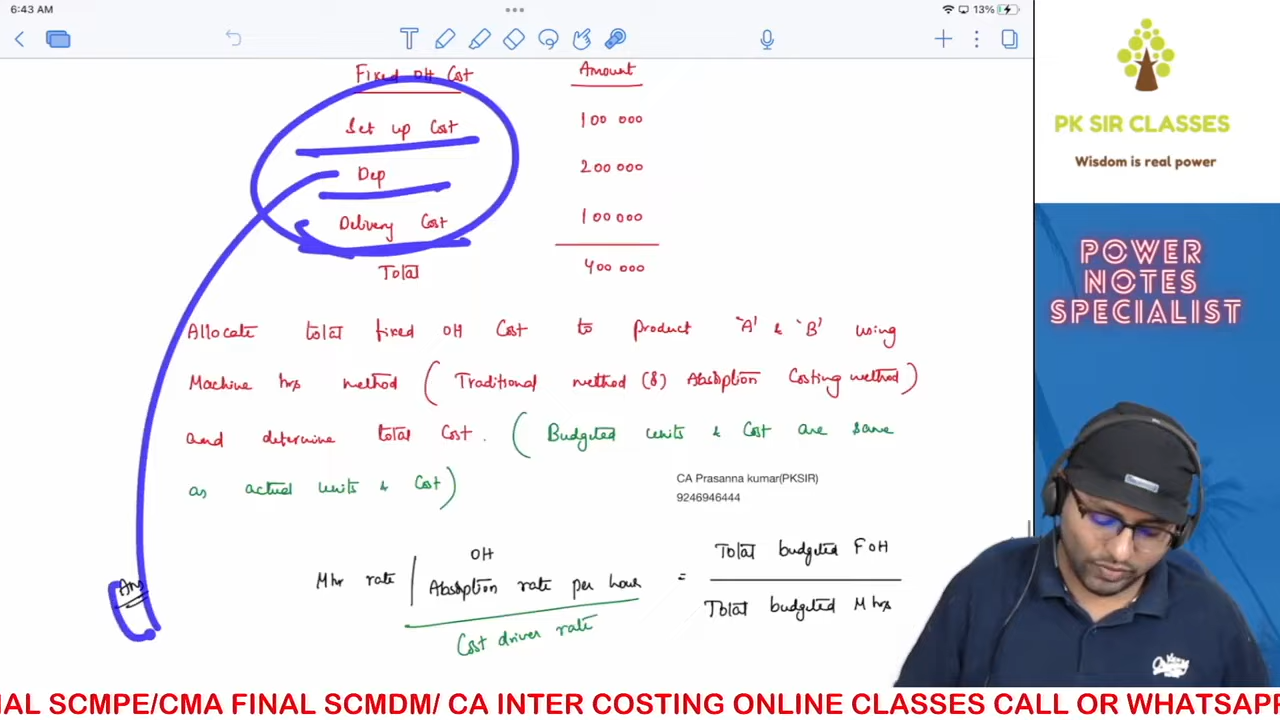 6:43 AM
13%
Fixed OH Cost Amount
Set up Cost 100 000
Dep 200 000
Delivery Cost 100 000
Total 400 000
Allocate total fixed OH Cost to product 'A' & 'B' using
Machine hrs method (Traditional method (8) Absorption Costing method)
and determine total Cost. (Budgeted units & Cost are same
as actual units & Cost)
CA Prasanna kumar(PKSIR)
9246946444
Ans
Mhr rate | OH Absorption rate per hour = Total budgeted FOH
Total budgeted M hrs
Cost driver rate
PK SIR CLASSES
Wisdom is real power
POWER
NOTES
SPECIALIST
NAL SCMPE/CMA FINAL SCMDM/ CA INTER COSTING ONLINE CLASSES CALL OR WHATSAPP